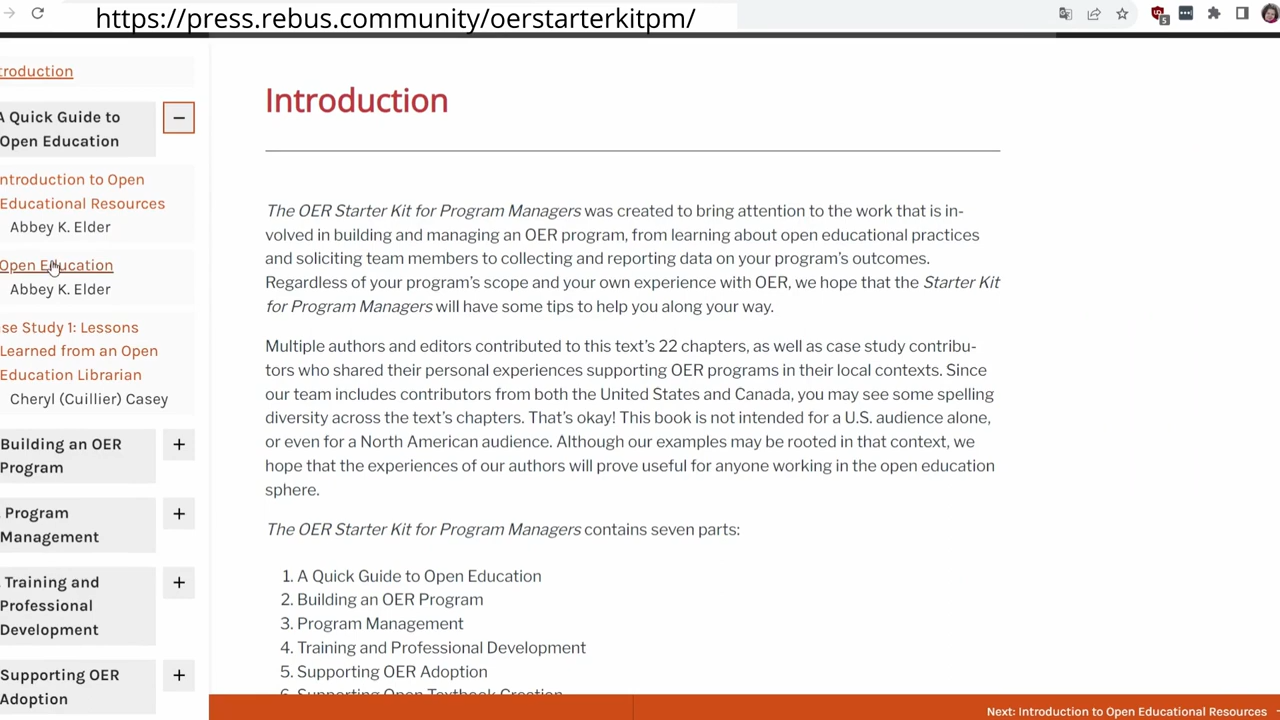 https://press.rebus.community/oerstarterkitpm/
5
troduction
A Quick Guide to
Open Education
−
ntroduction to Open
Educational Resources
Abbey K. Elder
Open Education
Abbey K. Elder
se Study 1: Lessons
Learned from an Open
Education Librarian
Cheryl (Cuillier) Casey
Building an OER
Program
+
Program
Management
+
Training and
Professional
Development
+
Supporting OER
Adoption
+
Introduction
The OER Starter Kit for Program Managers was created to bring attention to the work that is in-
volved in building and managing an OER program, from learning about open educational practices
and soliciting team members to collecting and reporting data on your program’s outcomes.
Regardless of your program’s scope and your own experience with OER, we hope that the Starter Kit
for Program Managers will have some tips to help you along your way.
Multiple authors and editors contributed to this text’s 22 chapters, as well as case study contribu-
tors who shared their personal experiences supporting OER programs in their local contexts. Since
our team includes contributors from both the United States and Canada, you may see some spelling
diversity across the text’s chapters. That’s okay! This book is not intended for a U.S. audience alone,
or even for a North American audience. Although our examples may be rooted in that context, we
hope that the experiences of our authors will prove useful for anyone working in the open education
sphere.
The OER Starter Kit for Program Managers contains seven parts:
1. A Quick Guide to Open Education
2. Building an OER Program
3. Program Management
4. Training and Professional Development
5. Supporting OER Adoption
6. Supporting Open Textbook Creation
Next: Introduction to Open Educational Resources